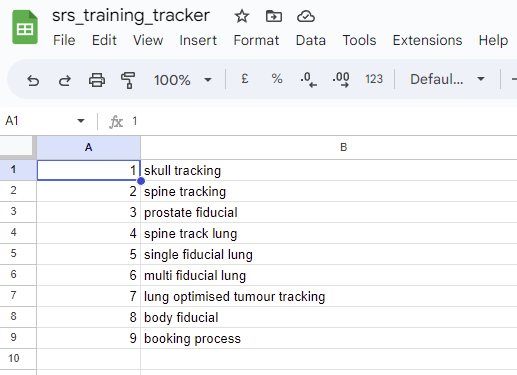 srs_training_tracker
File Edit View Insert Format Data Tools Extensions Help
100% £ % .0 .00 123 Defaul...
A1 fx 1
A B
1 1 skull tracking
2 2 spine tracking
3 3 prostate fiducial
4 4 spine track lung
5 5 single fiducial lung
6 6 multi fiducial lung
7 7 lung optimised tumour tracking
8 8 body fiducial
9 9 booking process
10